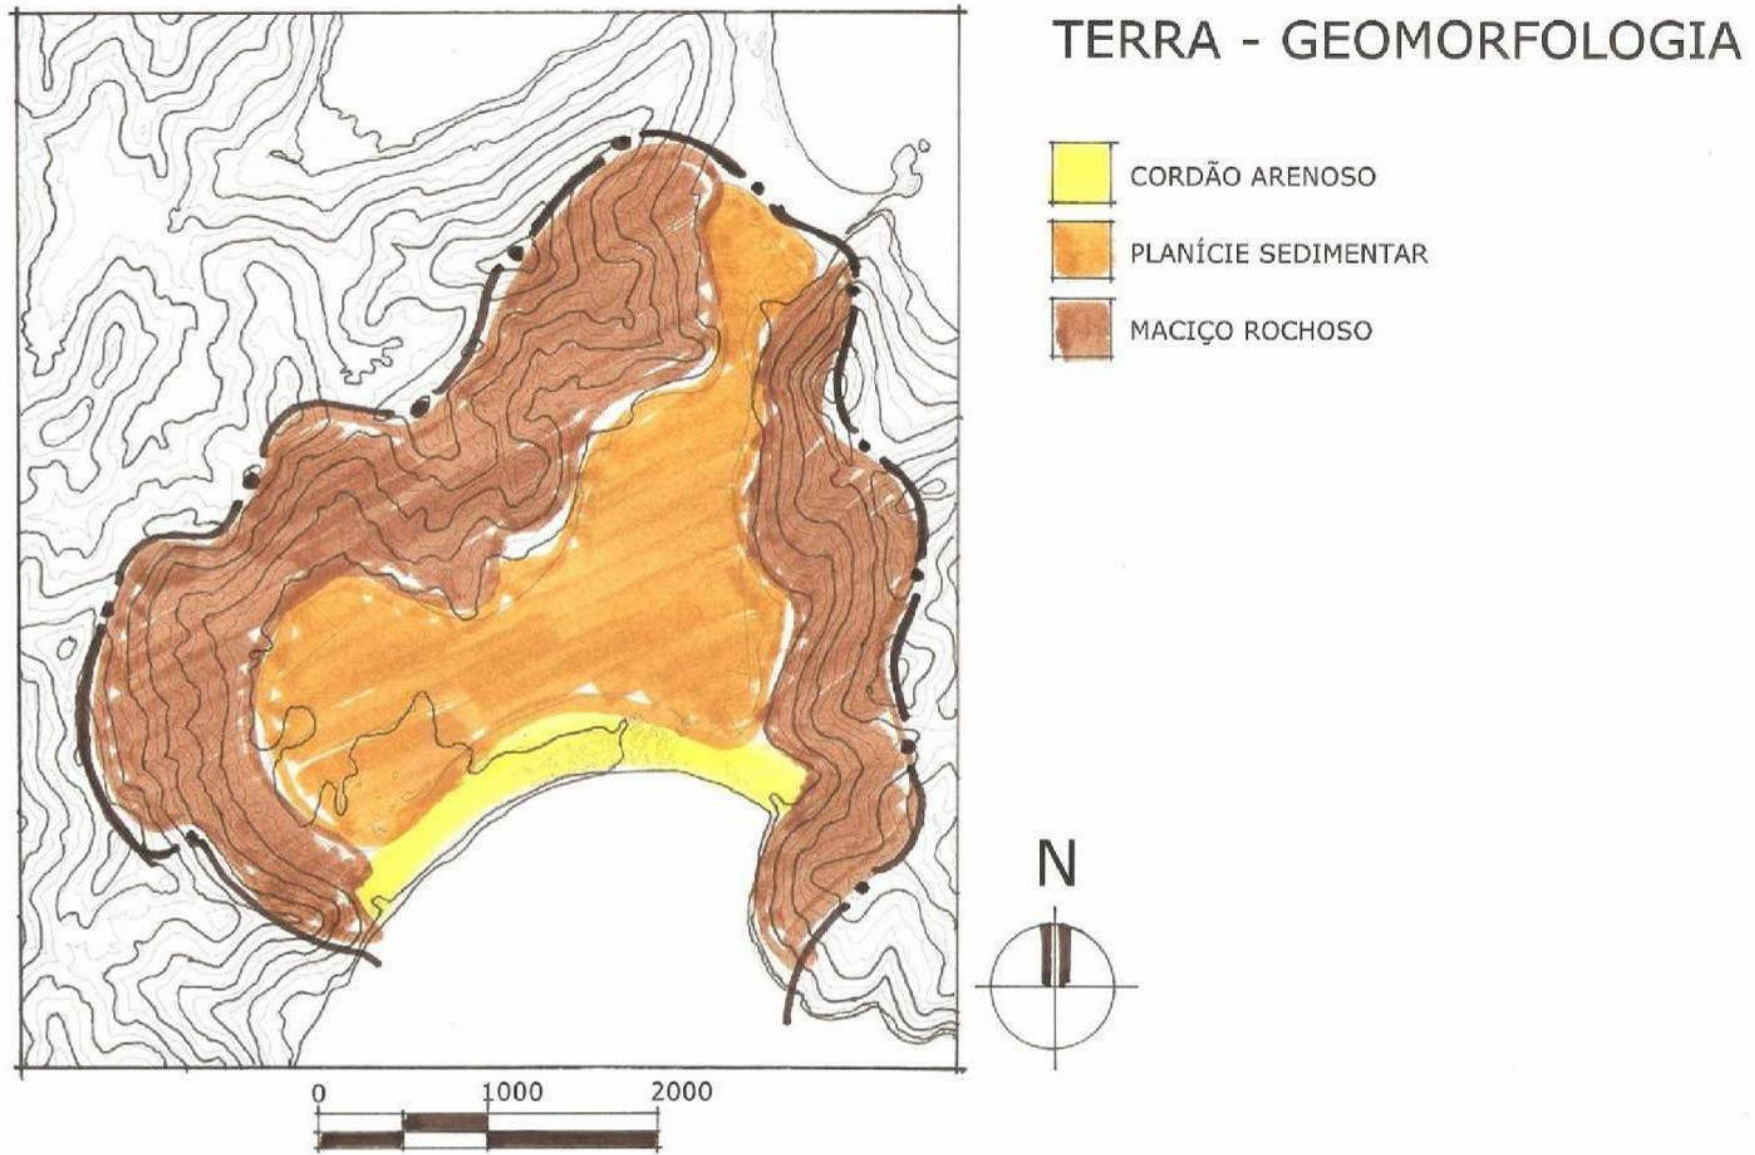 TERRA - GEOMORFOLOGIA
CORDÃO ARENOSO
PLANÍCIE SEDIMENTAR
MACIÇO ROCHOSO
N
0 1000 2000